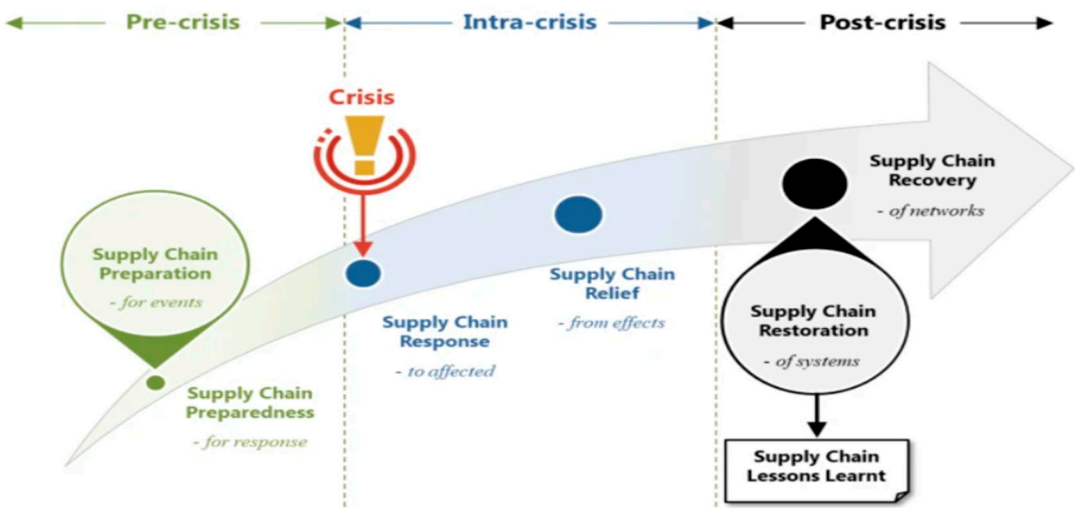 Pre-crisis
Intra-crisis
Post-crisis
Crisis
Supply Chain
Preparation
- for events
Supply Chain
Preparedness
- for response
Supply Chain
Response
- to affected
Supply Chain
Relief
- from effects
Supply Chain
Recovery
- of networks
Supply Chain
Restoration
- of systems
Supply Chain
Lessons Learnt